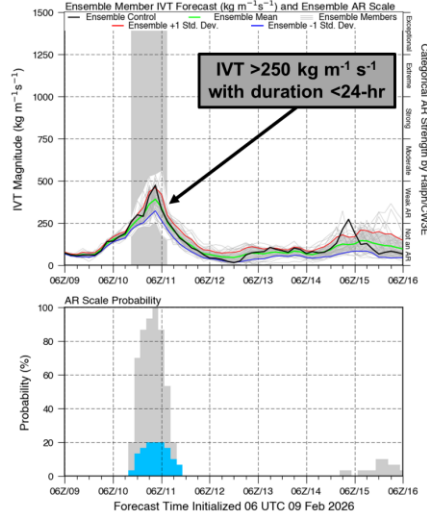 Ensemble Member IVT Forecast (kg m⁻¹s⁻¹) and Ensemble AR Scale
Ensemble Control Ensemble Mean Ensemble Members
Ensemble +1 Std. Dev. Ensemble -1 Std. Dev.
IVT Magnitude (kg m⁻¹s⁻¹)
1500
1250
1000
750
500
250
0
IVT >250 kg m⁻¹ s⁻¹
with duration <24-hr
Exceptional
Extreme
Strong
Moderate
Weak AR
Not an AR
Categorical AR Strength by Ralph/CW3E
06Z/09 06Z/10 06Z/11 06Z/12 06Z/13 06Z/14 06Z/15 06Z/16
AR Scale Probability
Probability (%)
100
80
60
40
20
0
06Z/09 06Z/10 06Z/11 06Z/12 06Z/13 06Z/14 06Z/15 06Z/16
Forecast Time Initialized 06 UTC 09 Feb 2026